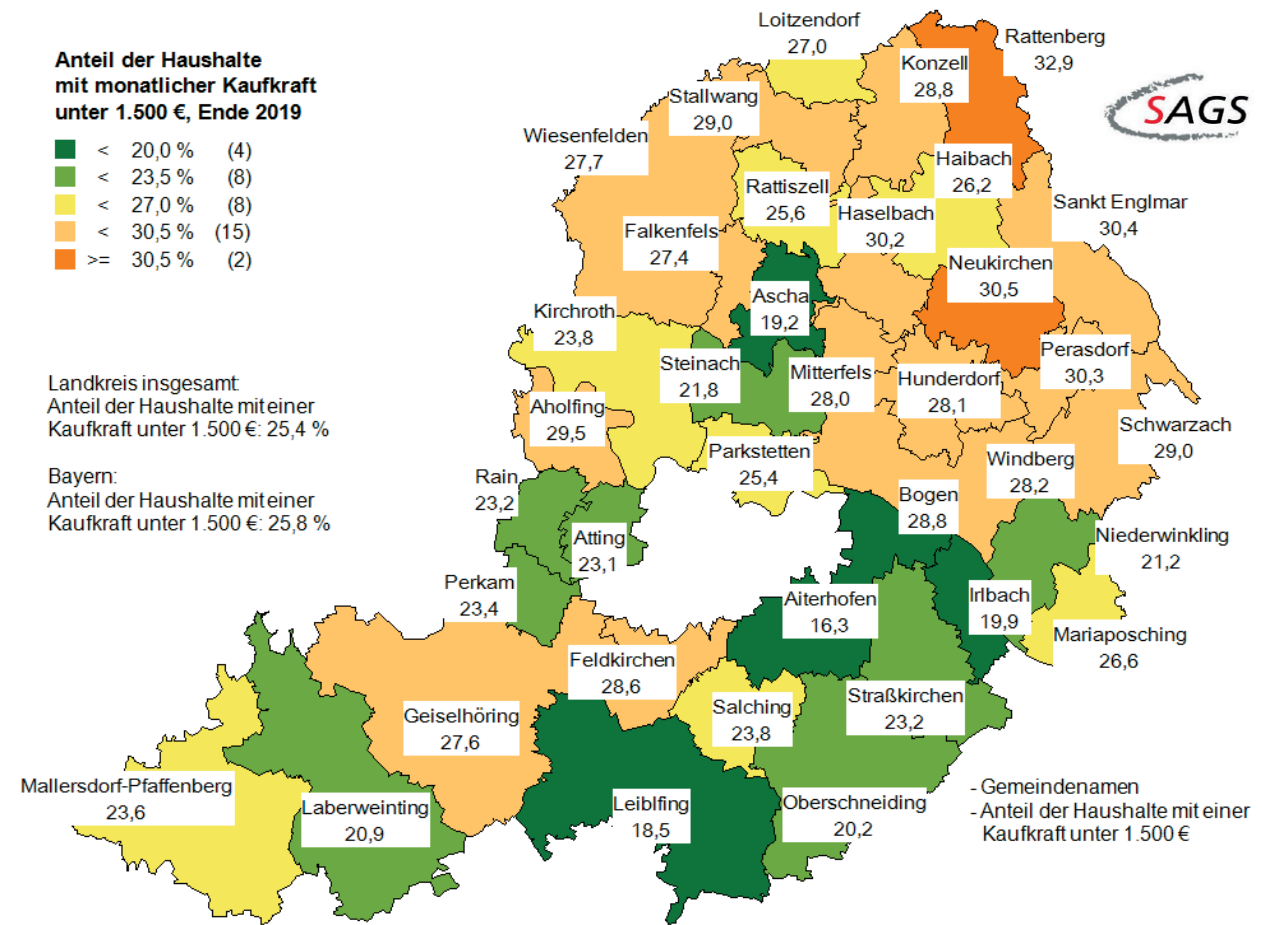 Anteil der Haushalte
mit monatlicher Kaufkraft
unter 1.500 €, Ende 2019
< 20,0 % (4)
< 23,5 % (8)
< 27,0 % (8)
< 30,5 % (15)
>= 30,5 % (2)
Landkreis insgesamt:
Anteil der Haushalte mit einer
Kaufkraft unter 1.500 €: 25,4 %
Bayern:
Anteil der Haushalte mit einer
Kaufkraft unter 1.500 €: 25,8 %
SAGS
Loitzendorf
27,0
Rattenberg
32,9
Konzell
28,8
Stallwang
29,0
Wiesenfelden
27,7
Haibach
26,2
Rattiszell
25,6
Haselbach
30,2
Sankt Englmar
30,4
Falkenfels
27,4
Neukirchen
30,5
Ascha
19,2
Kirchroth
23,8
Steinach
21,8
Mitterfels
28,0
Hunderdorf
28,1
Perasdorf
30,3
Aholfing
29,5
Schwarzach
29,0
Parkstetten
25,4
Windberg
28,2
Rain
23,2
Bogen
28,8
Atting
23,1
Niederwinkling
21,2
Perkam
23,4
Aiterhofen
16,3
Irlbach
19,9
Mariaposching
26,6
Feldkirchen
28,6
Straßkirchen
23,2
Salching
23,8
Geiselhöring
27,6
Mallersdorf-Pfaffenberg
23,6
Laberweinting
20,9
Leiblfing
18,5
Oberschneiding
20,2
- Gemeindenamen
- Anteil der Haushalte mit einer
Kaufkraft unter 1.500 €